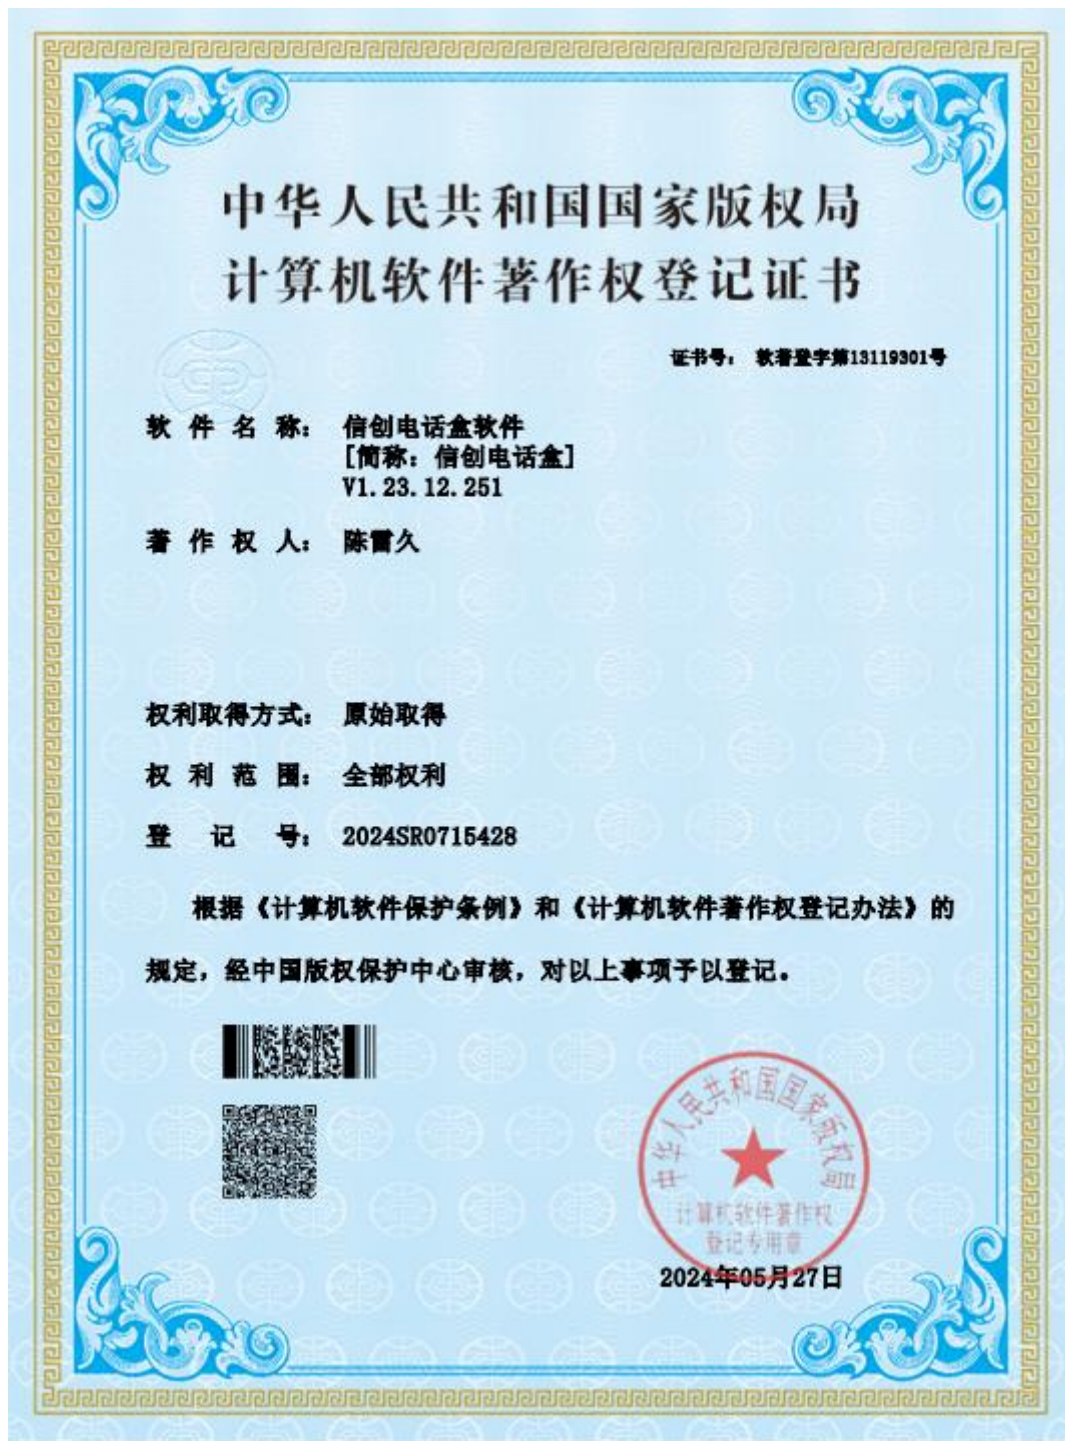 中华人民共和国国家版权局
计算机软件著作权登记证书
证书号： 软著登字第13119301号
软件名称： 信创电话盒软件
[简称：信创电话盒]
V1.23.12.251
著作权人： 陈雷久
权利取得方式： 原始取得
权利范围： 全部权利
登记号： 2024SR0715428
根据《计算机软件保护条例》和《计算机软件著作权登记办法》的
规定，经中国版权保护中心审核，对以上事项予以登记。
中华人民共和国国家版权局
计算机软件著作权
登记专用章
2024年05月27日